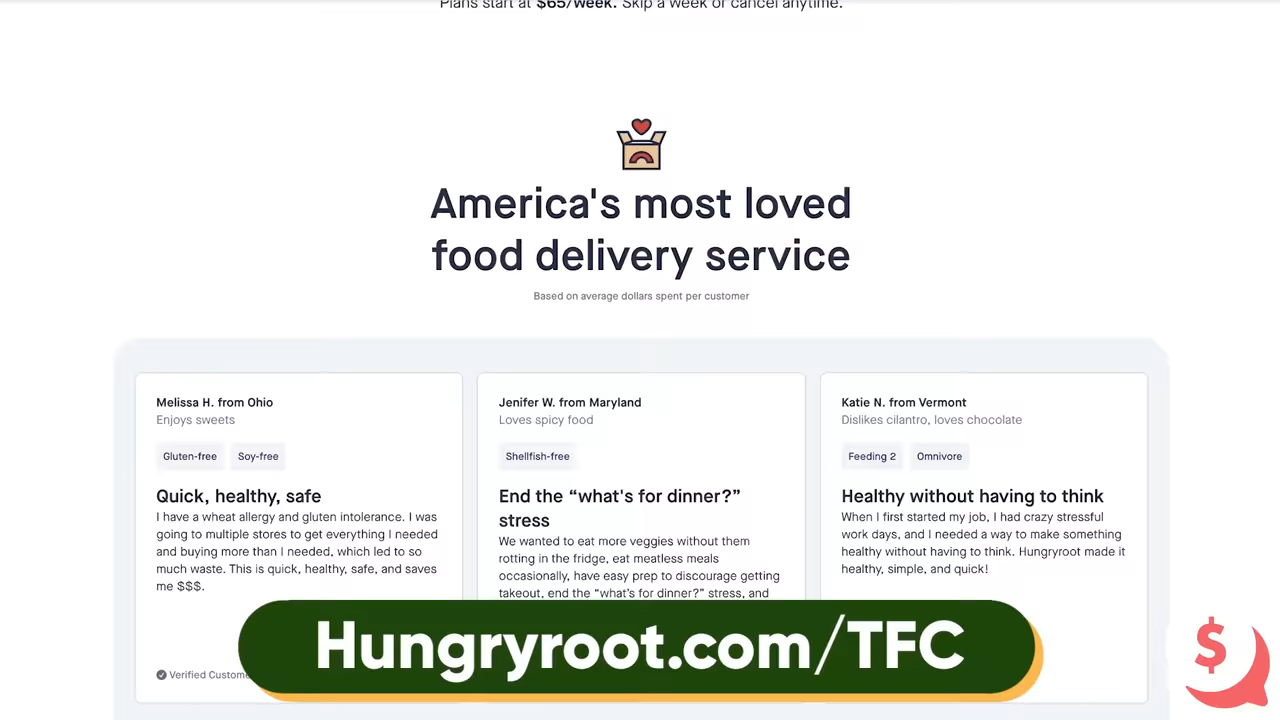 Plans start at $65/week. Skip a week or cancel anytime.
America's most loved
food delivery service
Based on average dollars spent per customer
Melissa H. from Ohio
Enjoys sweets
Gluten-free
Soy-free
Quick, healthy, safe
I have a wheat allergy and gluten intolerance. I was
going to multiple stores to get everything I needed
and buying more than I needed, which led to so
much waste. This is quick, healthy, safe, and saves
me $$$.
Verified Custome
Jenifer W. from Maryland
Loves spicy food
Shellfish-free
End the “what's for dinner?”
stress
We wanted to eat more veggies without them
rotting in the fridge, eat meatless meals
occasionally, have easy prep to discourage getting
takeout, end the “what's for dinner?” stress, and
Katie N. from Vermont
Dislikes cilantro, loves chocolate
Feeding 2
Omnivore
Healthy without having to think
When I first started my job, I had crazy stressful
work days, and I needed a way to make something
healthy without having to think. Hungryroot made it
healthy, simple, and quick!
Hungryroot.com/TFC
$